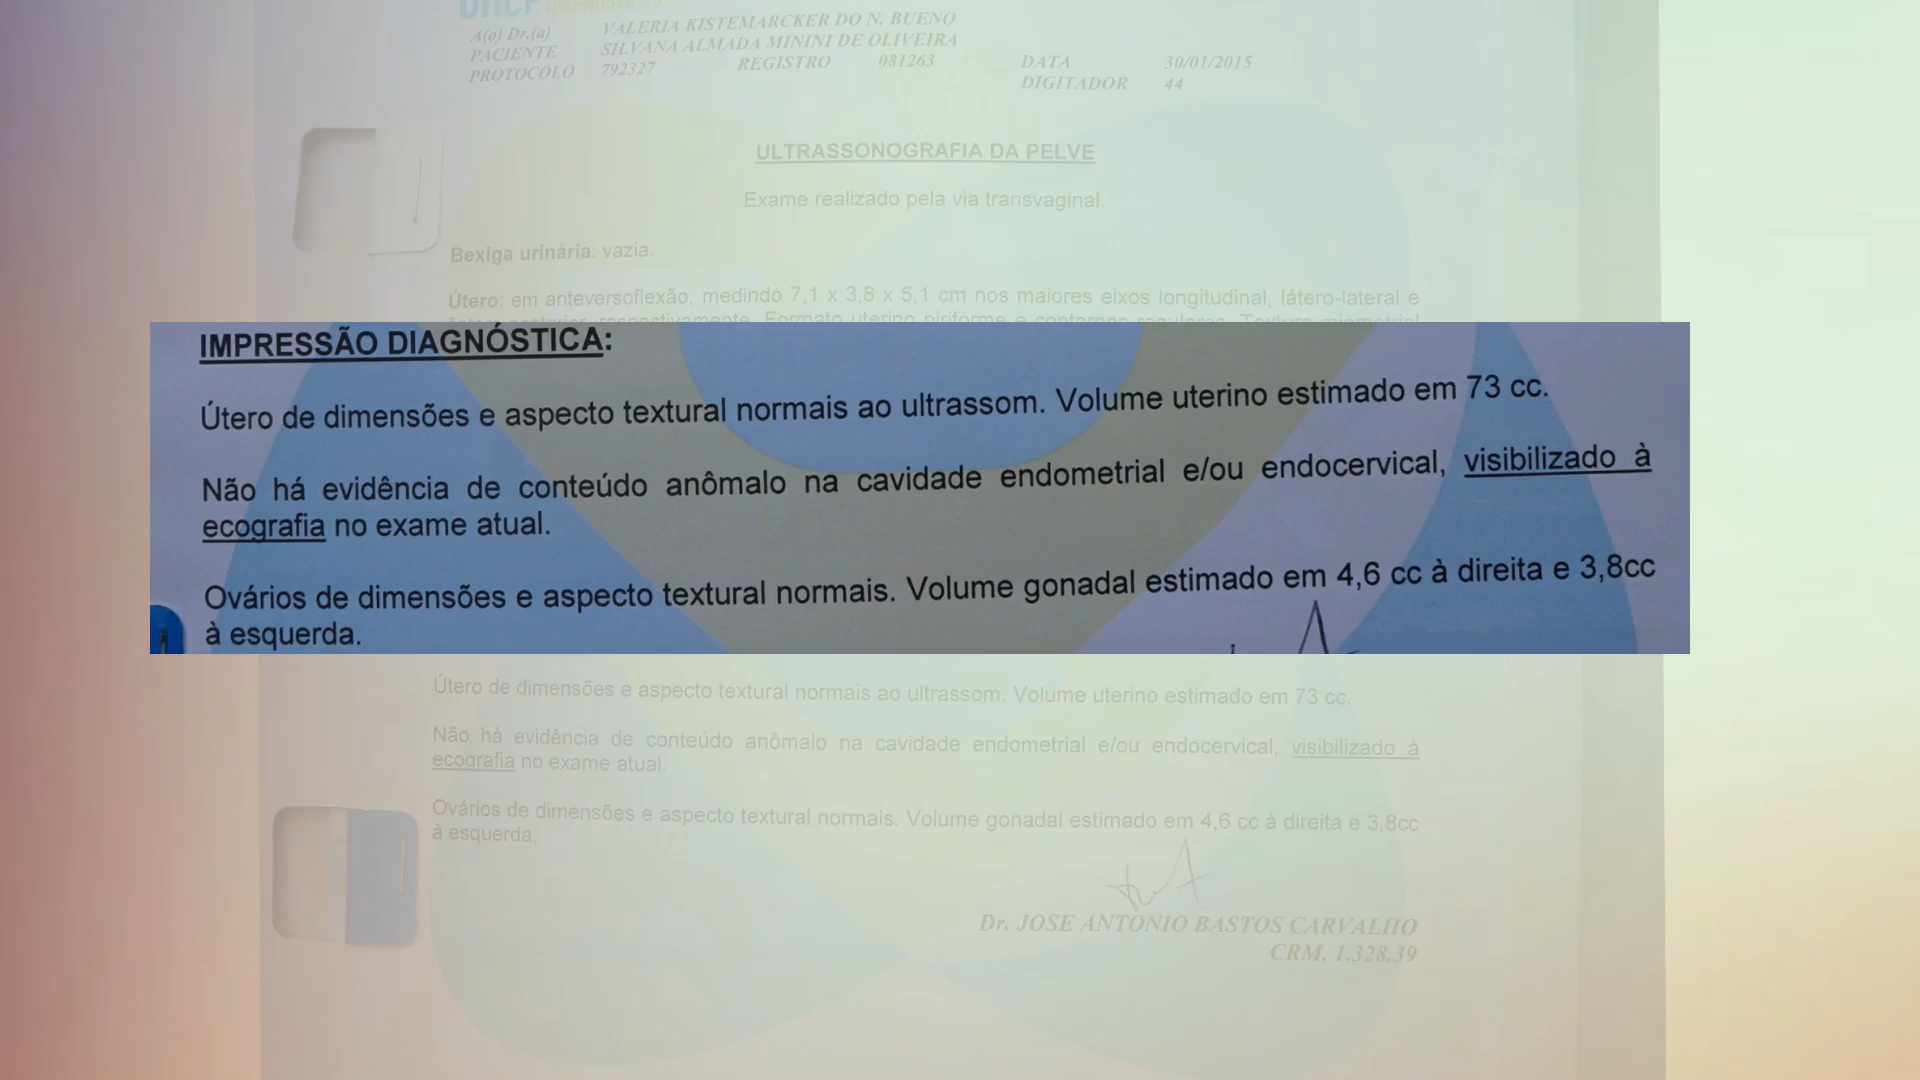 A(o) Dr.(a) VALERIA KISTEMARCKER DO N. BUENO
PACIENTE SILVANA ALMADA MININI DE OLIVEIRA
PROTOCOLO 792327 REGISTRO 081263 DATA 30/01/2015
DIGITADOR 44
ULTRASSONOGRAFIA DA PELVE
Exame realizado pela via transvaginal.
Bexiga urinária: vazia.
Útero: em anteversoflexão, medindo 7,1 x 3,8 x 5,1 cm nos maiores eixos longitudinal, látero-lateral e
respectivamente. Formato uterino piriforme e contornos regulares. Textura miometrial
IMPRESSÃO DIAGNÓSTICA:
Útero de dimensões e aspecto textural normais ao ultrassom. Volume uterino estimado em 73 cc.
Não há evidência de conteúdo anômalo na cavidade endometrial e/ou endocervical, visibilizado à
ecografia no exame atual.
Ovários de dimensões e aspecto textural normais. Volume gonadal estimado em 4,6 cc à direita e 3,8cc
à esquerda.
Útero de dimensões e aspecto textural normais ao ultrassom. Volume uterino estimado em 73 cc.
Não há evidência de conteúdo anômalo na cavidade endometrial e/ou endocervical, visibilizado à
ecografia no exame atual.
Ovários de dimensões e aspecto textural normais. Volume gonadal estimado em 4,6 cc à direita e 3,8cc
à esquerda.
Dr. JOSE ANTONIO BASTOS CARVALHO
CRM. 1.328.39